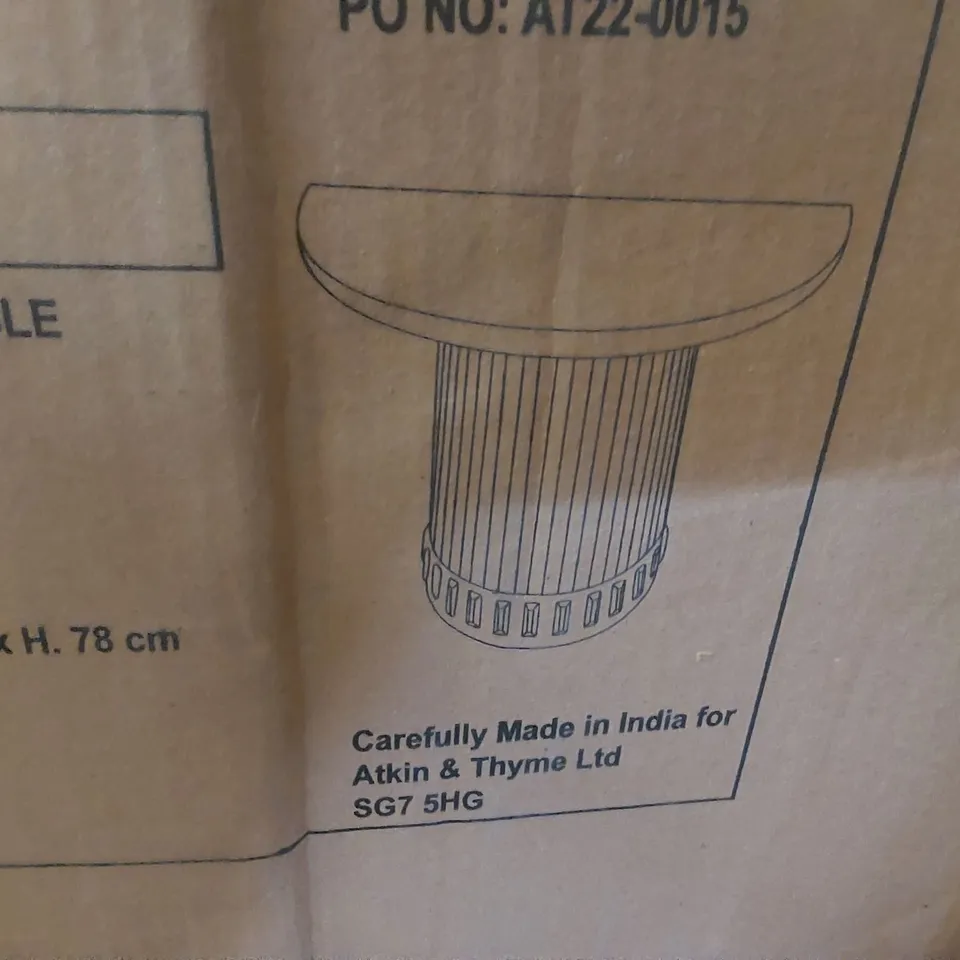 PO NO: AT22-0015
LE
x H. 78 cm
Carefully Made in India for
Atkin & Thyme Ltd
SG7 5HG